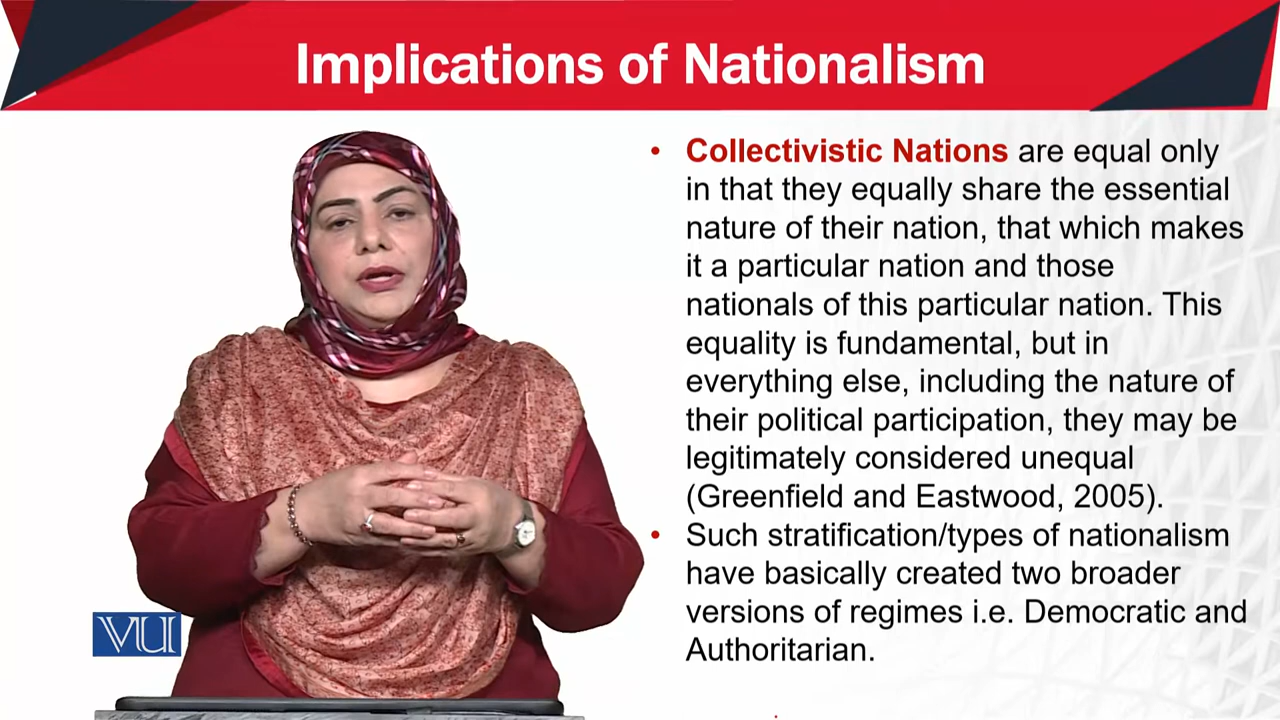 Implications of Nationalism
• Collectivistic Nations are equal only
in that they equally share the essential
nature of their nation, that which makes
it a particular nation and those
nationals of this particular nation. This
equality is fundamental, but in
everything else, including the nature of
their political participation, they may be
legitimately considered unequal
(Greenfield and Eastwood, 2005).
• Such stratification/types of nationalism
have basically created two broader
versions of regimes i.e. Democratic and
Authoritarian.
VU